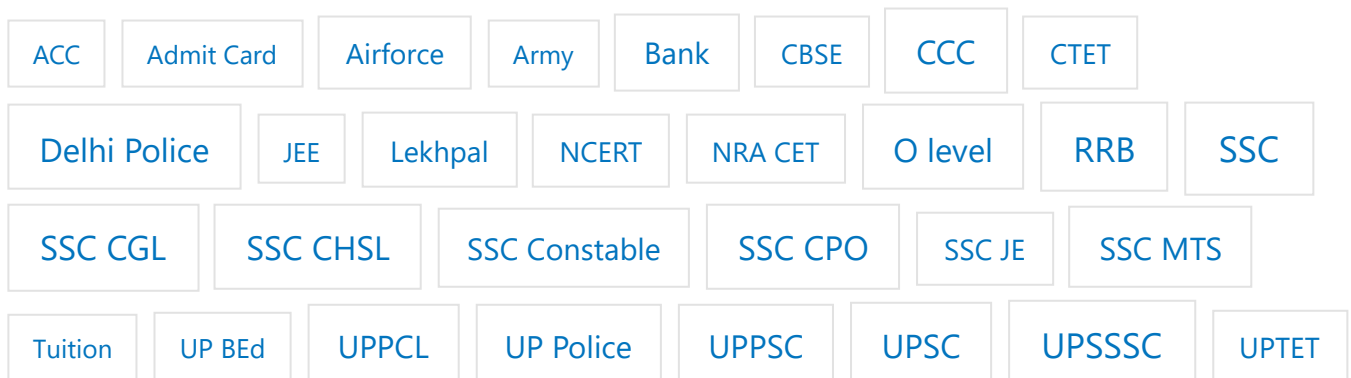 ACC Admit Card Airforce Army Bank CBSE CCC CTET
Delhi Police JEE Lekhpal NCERT NRA CET O level RRB SSC
SSC CGL SSC CHSL SSC Constable SSC CPO SSC JE SSC MTS
Tuition UP BEd UPPCL UP Police UPPSC UPSC UPSSSC UPTET